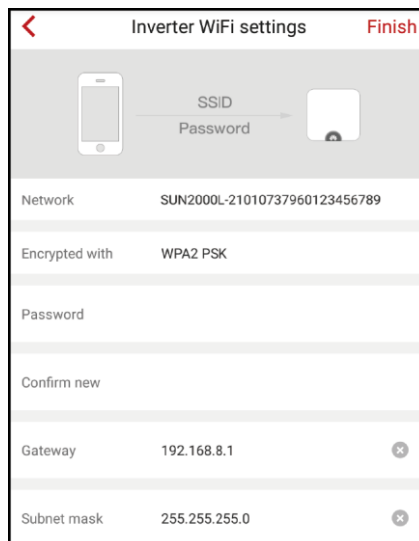 Inverter WiFi settings Finish
SSID
Password
Network SUN2000L-21010737960123456789
Encrypted with WPA2 PSK
Password
Confirm new
Gateway 192.168.8.1
Subnet mask 255.255.255.0